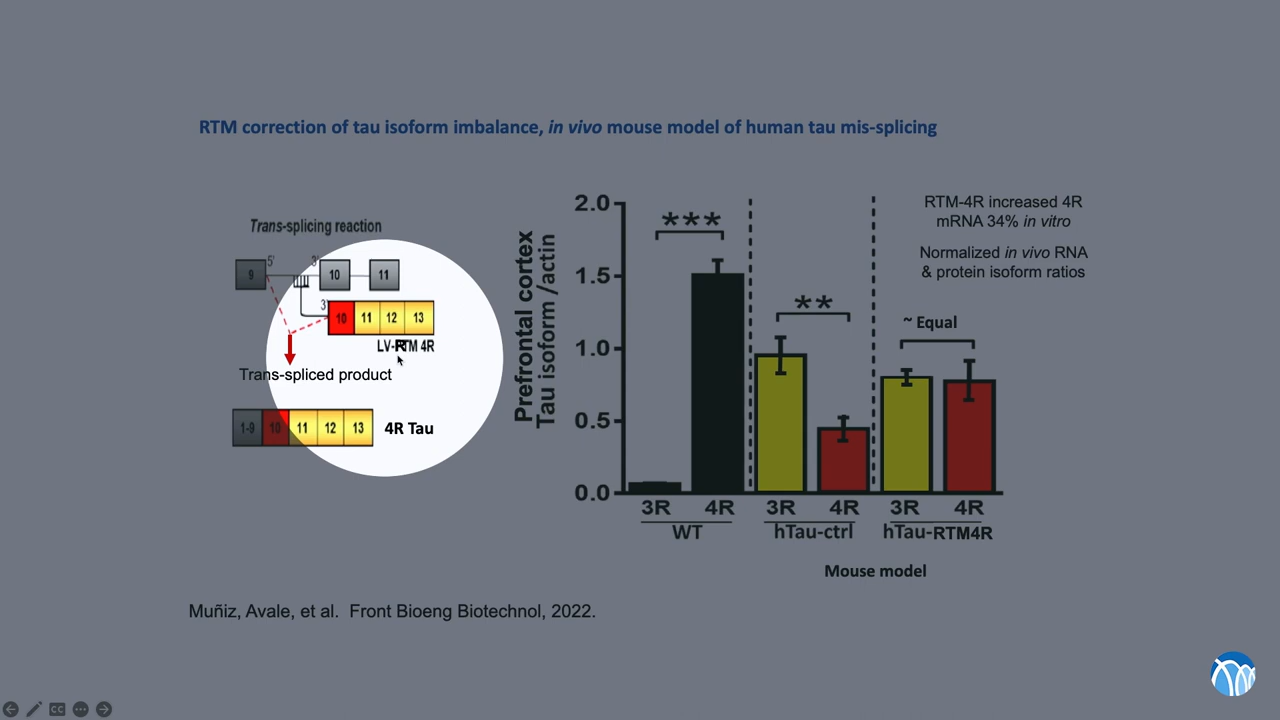 RTM correction of tau isoform imbalance, in vivo mouse model of human tau mis-splicing
Trans-splicing reaction
5'
3'
9
10
11
3'
10
11
12
13
LV-RTM 4R
Trans-spliced product
1-9
10
11
12
13
4R Tau
Prefrontal cortex
Tau isoform /actin
2.0
1.5
1.0
0.5
0.0
***
**
~ Equal
RTM-4R increased 4R
mRNA 34% in vitro
Normalized in vivo RNA
& protein isoform ratios
3R 4R 3R 4R 3R 4R
WT hTau-ctrl hTau-RTM4R
Mouse model
Muñiz, Avale, et al. Front Bioeng Biotechnol, 2022.
CC